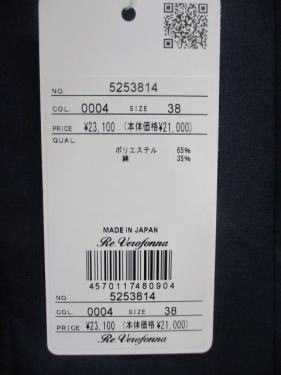 NO. 5253814
COL. 0004 SIZE 38
PRICE ¥23,100 (本体価格¥21,000)
QUAL.
ポリエステル 65%
綿 35%
MADE IN JAPAN
Re Verofonna
4570117480904
NO. 5253814
COL. 0004 SIZE 38
PRICE ¥23,100 (本体価格¥21,000)
Re Verofonna